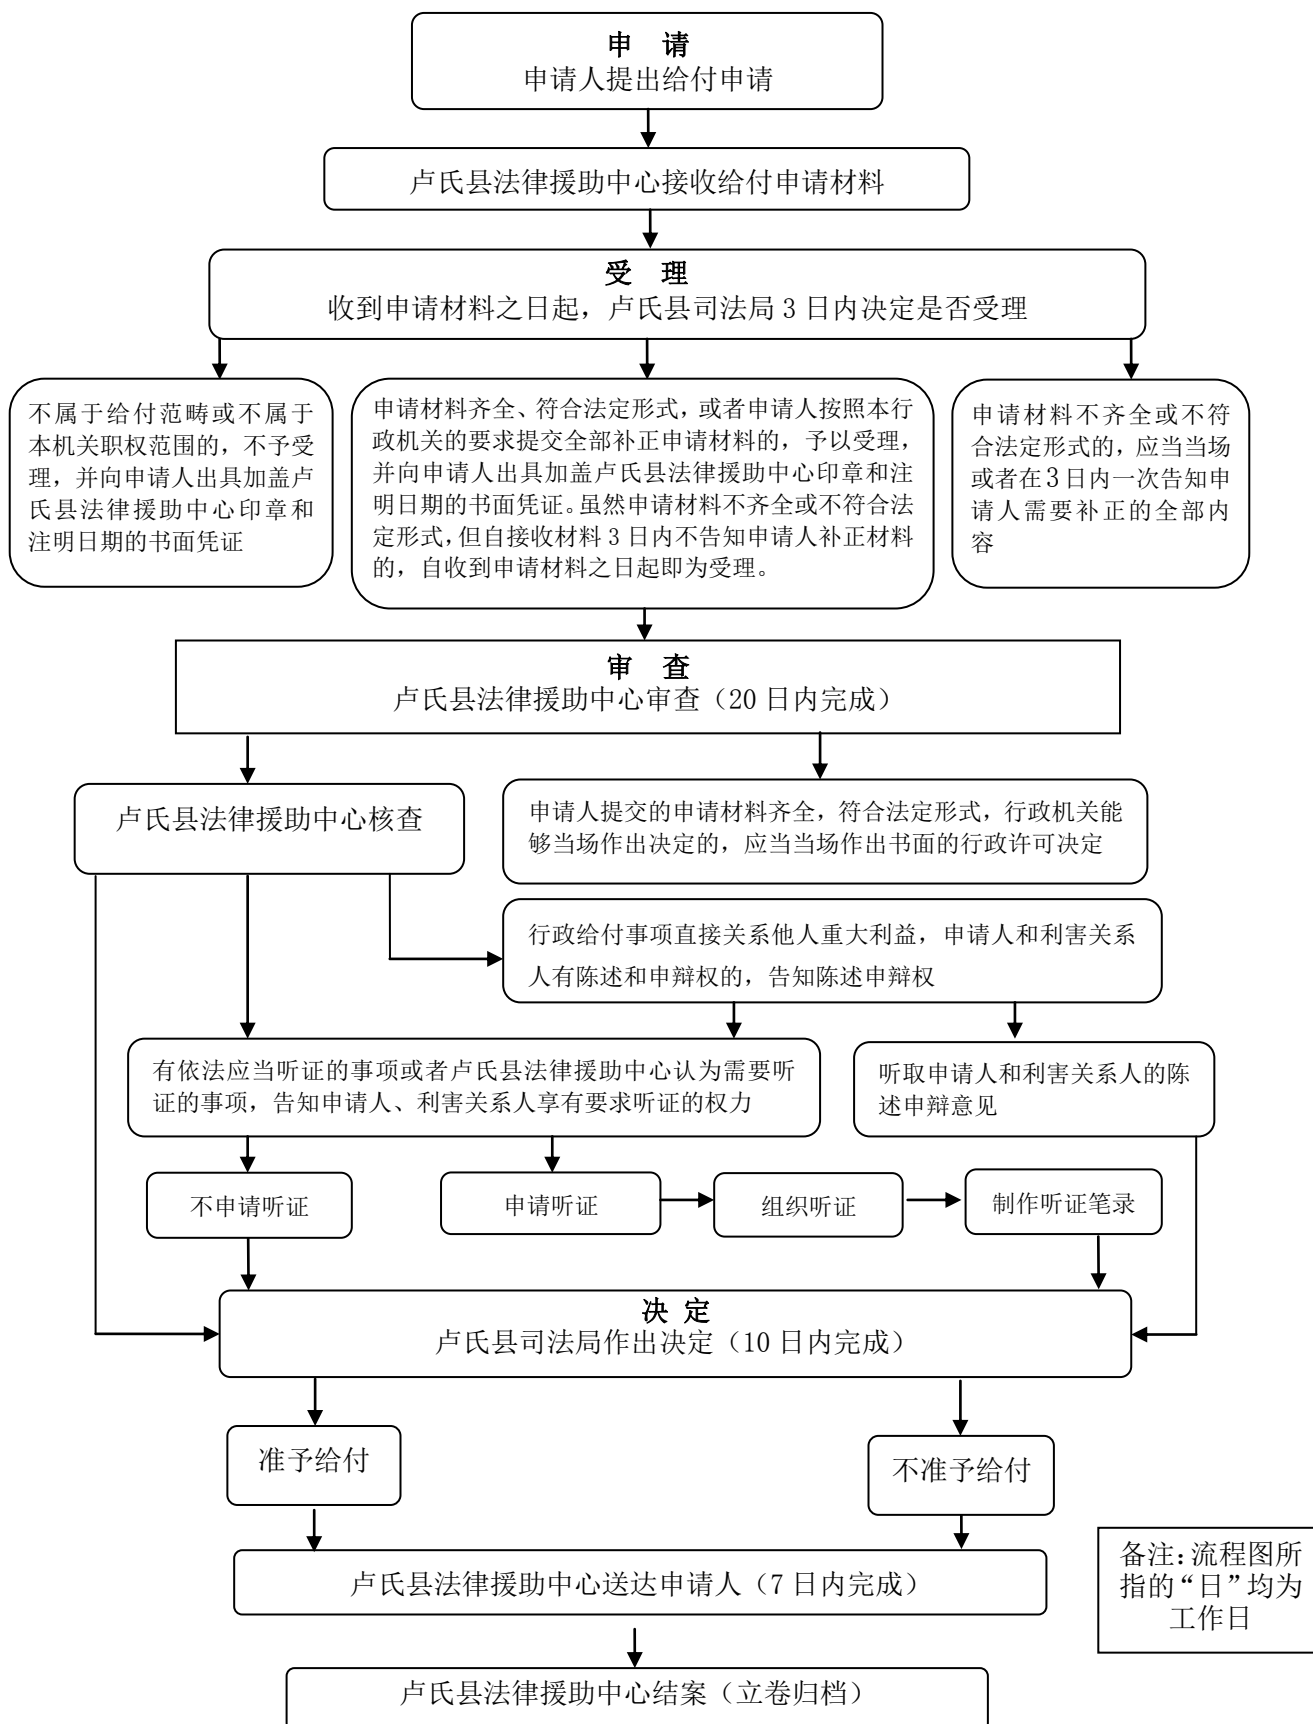 申　请
申请人提出给付申请
卢氏县法律援助中心接收给付申请材料
受　理
收到申请材料之日起，卢氏县司法局 3 日内决定是否受理
不属于给付范畴或不属于
本机关职权范围的，不予受
理，并向申请人出具加盖卢
氏县法律援助中心印章和
注明日期的书面凭证
申请材料齐全、符合法定形式，或者申请人按照本行
政机关的要求提交全部补正申请材料的，予以受理，
并向申请人出具加盖卢氏县法律援助中心印章和注
明日期的书面凭证。虽然申请材料不齐全或不符合法
定形式，但自接收材料 3 日内不告知申请人补正材料
的，自收到申请材料之日起即为受理。
申请材料不齐全或不符
合法定形式的，应当当场
或者在 3 日内一次告知申
请人需要补正的全部内
容
审　查
卢氏县法律援助中心审查（20 日内完成）
卢氏县法律援助中心核查
申请人提交的申请材料齐全，符合法定形式，行政机关能
够当场作出决定的，应当当场作出书面的行政许可决定
行政给付事项直接关系他人重大利益，申请人和利害关系
人有陈述和申辩权的，告知陈述申辩权
有依法应当听证的事项或者卢氏县法律援助中心认为需要听
证的事项，告知申请人、利害关系人享有要求听证的权力
听取申请人和利害关系人的陈
述申辩意见
不申请听证
申请听证
组织听证
制作听证笔录
决 定
卢氏县司法局作出决定（10 日内完成）
准予给付
不准予给付
卢氏县法律援助中心送达申请人（7 日内完成）
备注：流程图所
指的“日”均为
工作日
卢氏县法律援助中心结案（立卷归档）